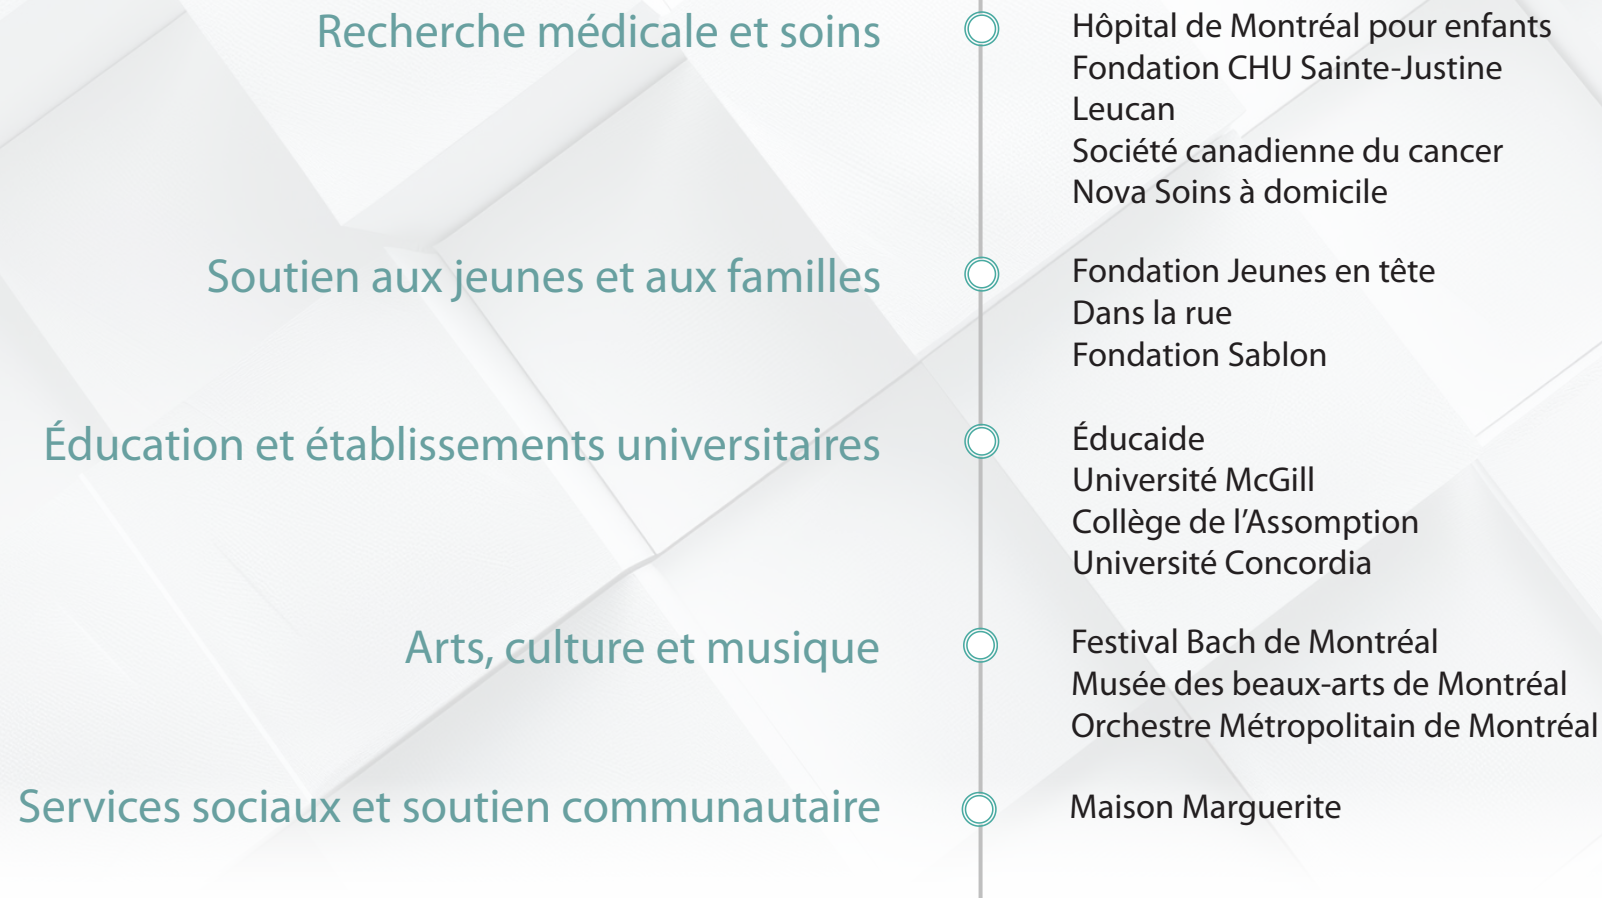 Recherche médicale et soins
Hôpital de Montréal pour enfants
Fondation CHU Sainte-Justine
Leucan
Société canadienne du cancer
Nova Soins à domicile
Soutien aux jeunes et aux familles
Fondation Jeunes en tête
Dans la rue
Fondation Sablon
Éducation et établissements universitaires
Éducaide
Université McGill
Collège de l’Assomption
Université Concordia
Arts, culture et musique
Festival Bach de Montréal
Musée des beaux-arts de Montréal
Orchestre Métropolitain de Montréal
Services sociaux et soutien communautaire
Maison Marguerite